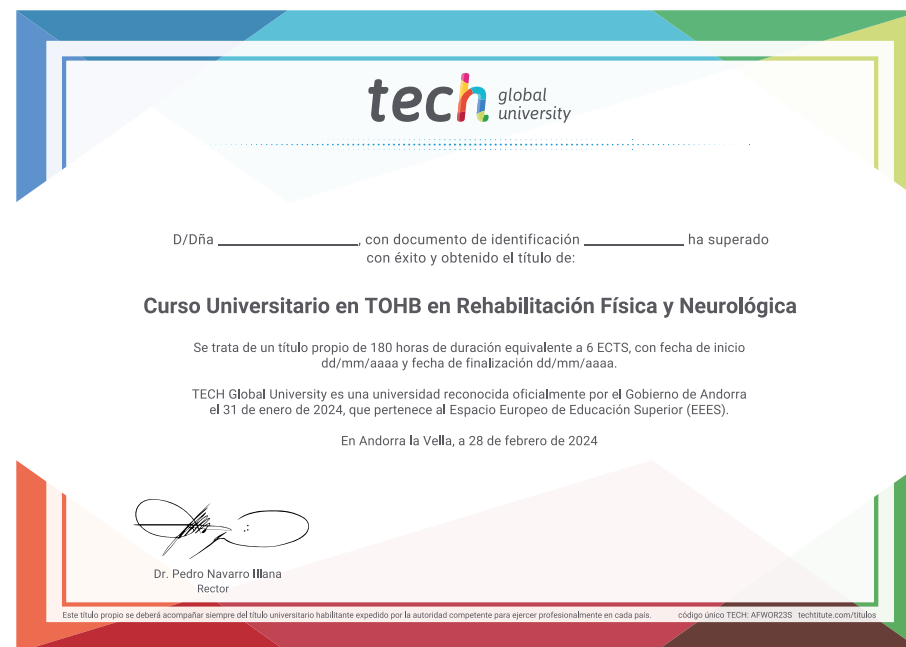 tech global university
D/Dña ______________, con documento de identificación __________ ha superado
con éxito y obtenido el título de:
Curso Universitario en TOHB en Rehabilitación Física y Neurológica
Se trata de un título propio de 180 horas de duración equivalente a 6 ECTS, con fecha de inicio
dd/mm/aaaa y fecha de finalización dd/mm/aaaa.
TECH Global University es una universidad reconocida oficialmente por el Gobierno de Andorra
el 31 de enero de 2024, que pertenece al Espacio Europeo de Educación Superior (EEES).
En Andorra la Vella, a 28 de febrero de 2024
Dr. Pedro Navarro Illana
Rector
Este título propio se deberá acompañar siempre del título universitario habilitante expedido por la autoridad competente para ejercer profesionalmente en cada país. código único TECH: AFWOR23S techtitute.com/titulos